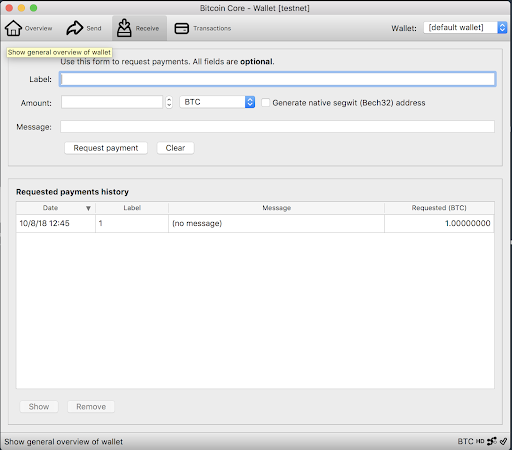 Bitcoin Core - Wallet [testnet]
Overview Send Receive Transactions Wallet: [default wallet]
Show general overview of wallet
Use this form to request payments. All fields are optional.
Label:
Amount: BTC Generate native segwit (Bech32) address
Message:
Request payment Clear
Requested payments history
Date Label Message Requested (BTC)
10/8/18 12:45 1 (no message) 1.00000000
Show Remove
Show general overview of wallet BTC HD